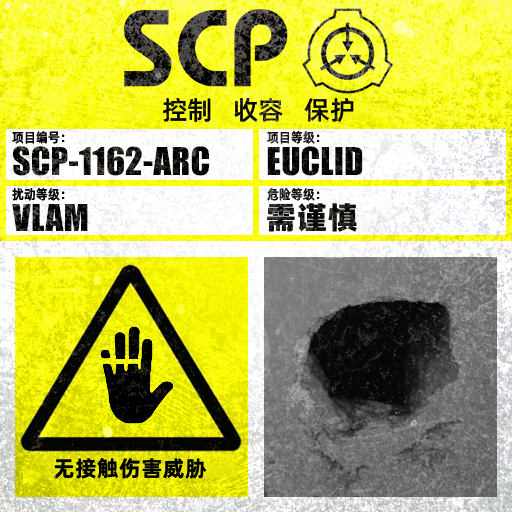 SCP
控制 收容 保护
项目编号： 项目等级：
SCP-1162-ARC EUCLID
扰动等级： 危险等级：
VLAM 需谨慎
无接触伤害威胁